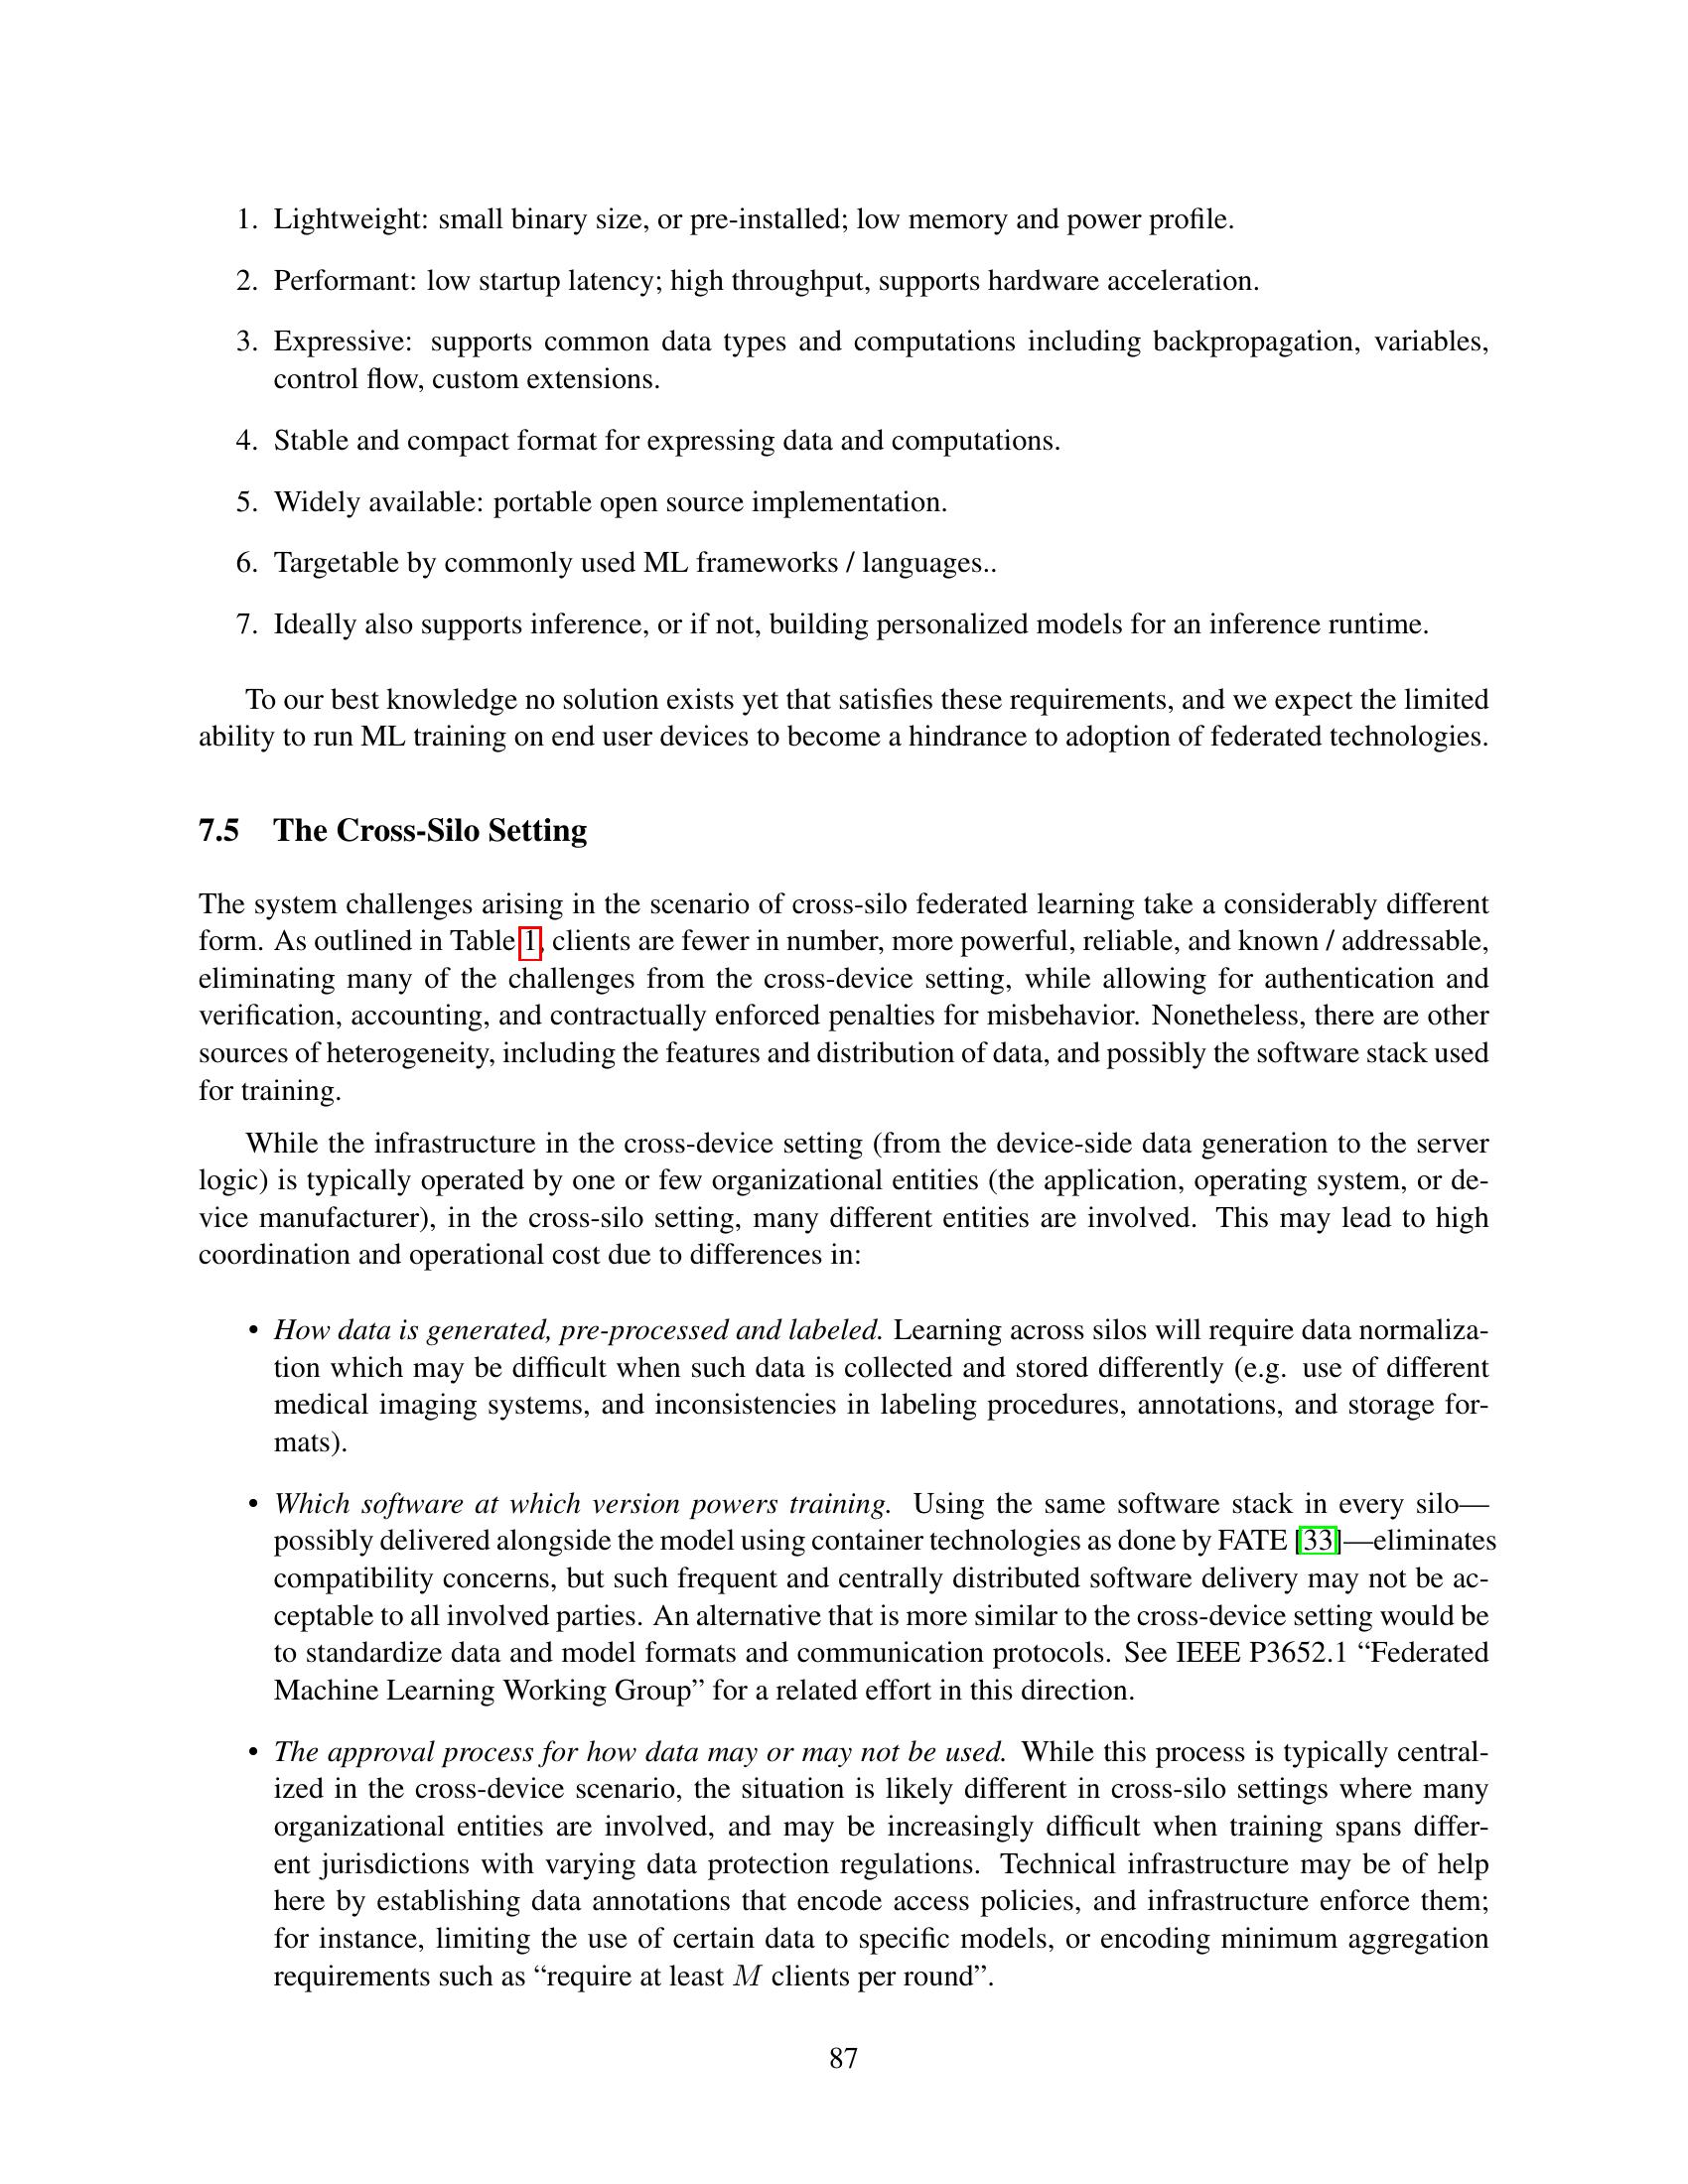 1. Lightweight: small binary size, or pre-installed; low memory and power profile.
2. Performant: low startup latency; high throughput, supports hardware acceleration.
3. Expressive: supports common data types and computations including backpropagation, variables,
control flow, custom extensions.
4. Stable and compact format for expressing data and computations.
5. Widely available: portable open source implementation.
6. Targetable by commonly used ML frameworks / languages..
7. Ideally also supports inference, or if not, building personalized models for an inference runtime.
To our best knowledge no solution exists yet that satisfies these requirements, and we expect the limited
ability to run ML training on end user devices to become a hindrance to adoption of federated technologies.
7.5 The Cross-Silo Setting
The system challenges arising in the scenario of cross-silo federated learning take a considerably different
form. As outlined in Table 1, clients are fewer in number, more powerful, reliable, and known / addressable,
eliminating many of the challenges from the cross-device setting, while allowing for authentication and
verification, accounting, and contractually enforced penalties for misbehavior. Nonetheless, there are other
sources of heterogeneity, including the features and distribution of data, and possibly the software stack used
for training.
While the infrastructure in the cross-device setting (from the device-side data generation to the server
logic) is typically operated by one or few organizational entities (the application, operating system, or de-
vice manufacturer), in the cross-silo setting, many different entities are involved. This may lead to high
coordination and operational cost due to differences in:
• How data is generated, pre-processed and labeled. Learning across silos will require data normaliza-
tion which may be difficult when such data is collected and stored differently (e.g. use of different
medical imaging systems, and inconsistencies in labeling procedures, annotations, and storage for-
mats).
• Which software at which version powers training. Using the same software stack in every silo—
possibly delivered alongside the model using container technologies as done by FATE [33]—eliminates
compatibility concerns, but such frequent and centrally distributed software delivery may not be ac-
ceptable to all involved parties. An alternative that is more similar to the cross-device setting would be
to standardize data and model formats and communication protocols. See IEEE P3652.1 “Federated
Machine Learning Working Group” for a related effort in this direction.
• The approval process for how data may or may not be used. While this process is typically central-
ized in the cross-device scenario, the situation is likely different in cross-silo settings where many
organizational entities are involved, and may be increasingly difficult when training spans differ-
ent jurisdictions with varying data protection regulations. Technical infrastructure may be of help
here by establishing data annotations that encode access policies, and infrastructure enforce them;
for instance, limiting the use of certain data to specific models, or encoding minimum aggregation
requirements such as “require at least M clients per round”.
87